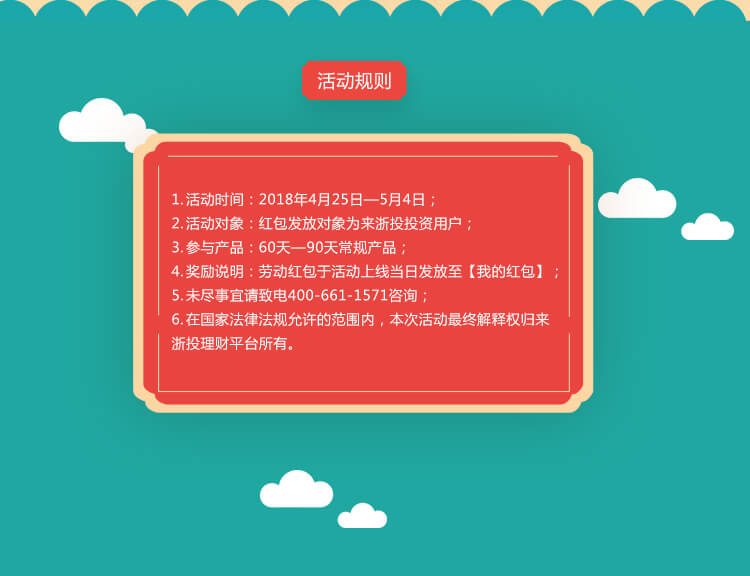 活动规则
1.活动时间：2018年4月25日—5月4日；
2.活动对象：红包发放对象为来浙投投资用户；
3.参与产品：60天—90天常规产品；
4.奖励说明：劳动红包于活动上线当日发放至【我的红包】；
5.未尽事宜请致电400-661-1571咨询；
6.在国家法律法规允许的范围内，本次活动最终解释权归来
浙投理财平台所有。